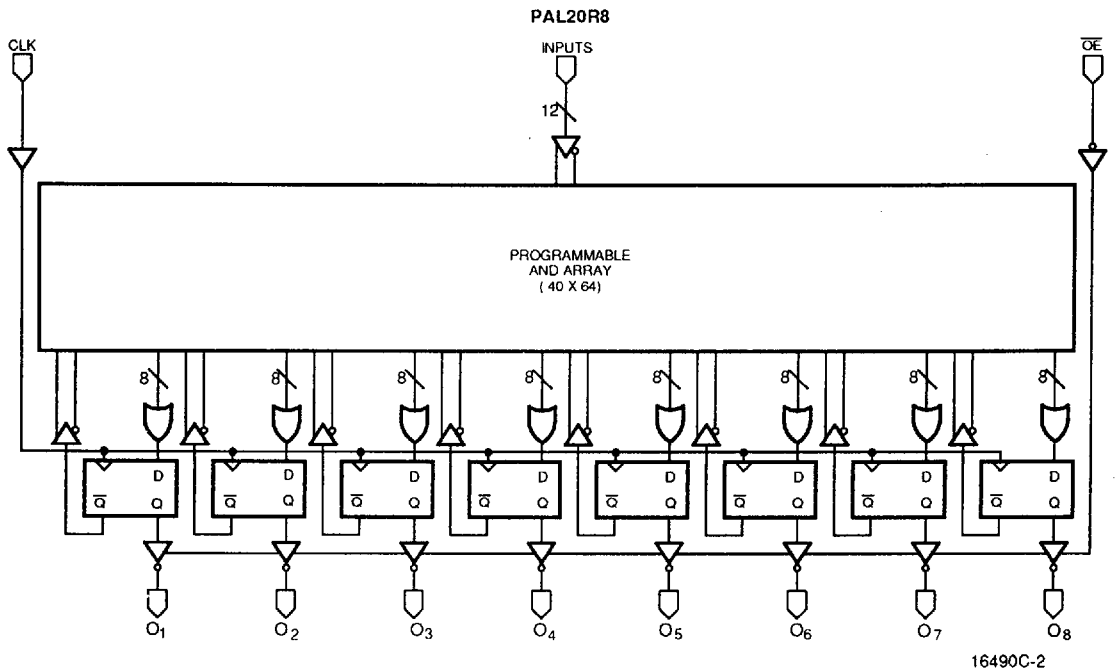 PAL20R8
CLK
INPUTS
O̅E̅
12
PROGRAMMABLE
AND ARRAY
( 40 X 64)
8 8 8 8 8 8 8 8
D D D D D D D D
Q̅ Q Q̅ Q Q̅ Q Q̅ Q Q̅ Q Q̅ Q Q̅ Q Q̅ Q
O1 O2 O3 O4 O5 O6 O7 O8
16490C-2